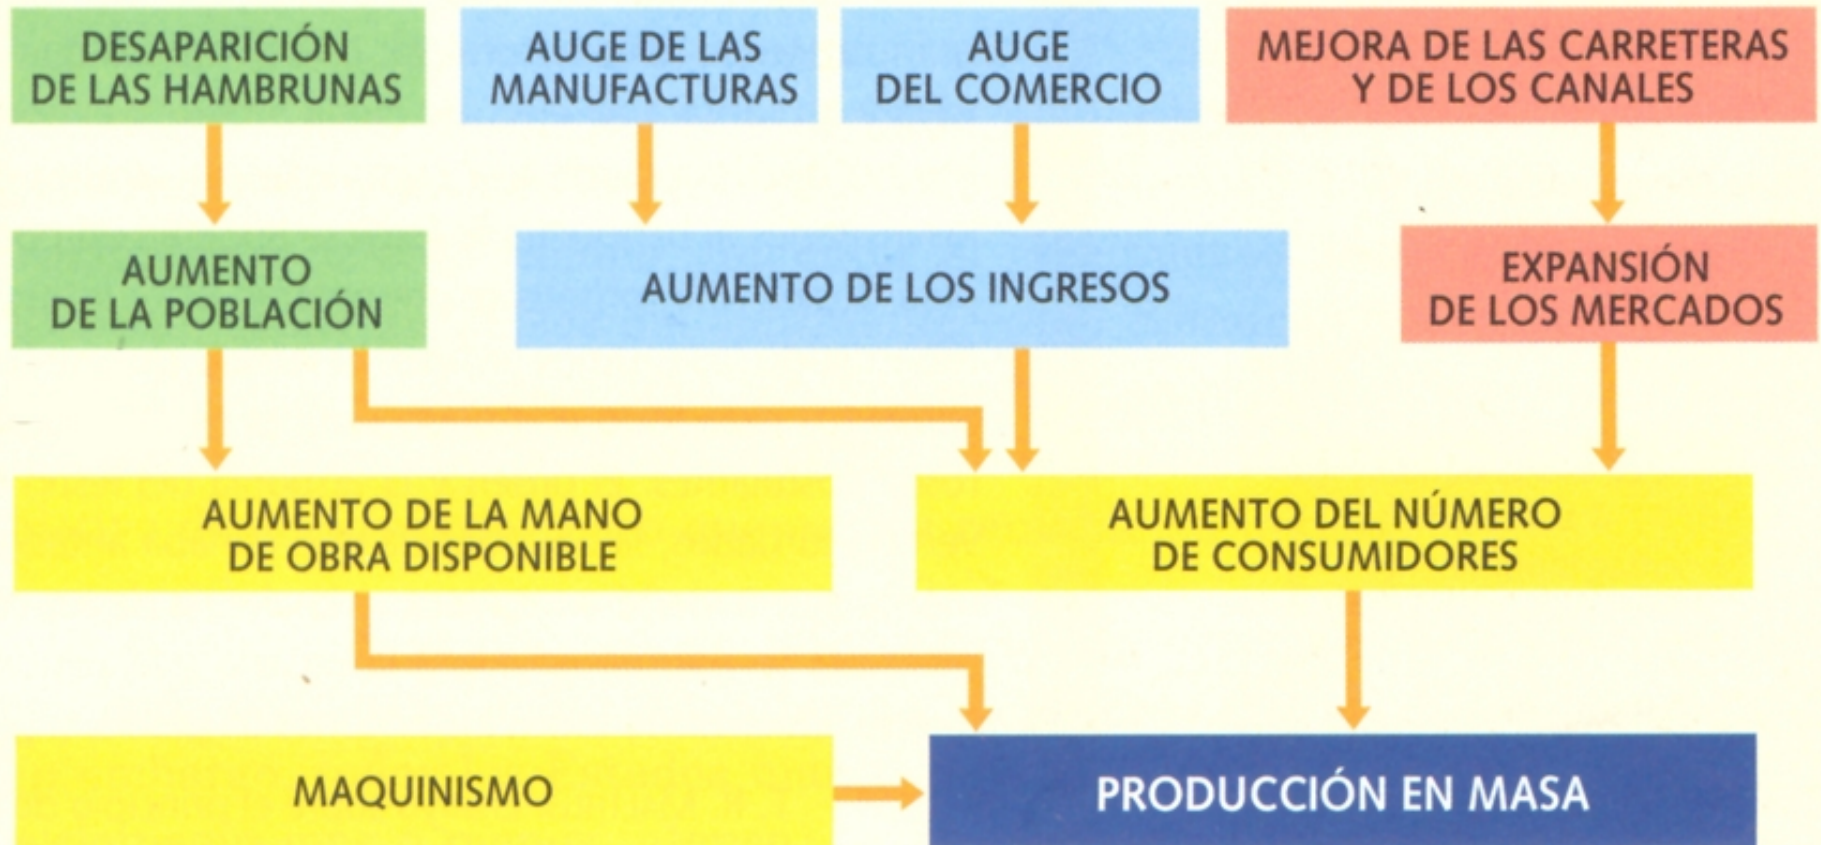 DESAPARICIÓN
DE LAS HAMBRUNAS
AUGE DE LAS
MANUFACTURAS
AUGE
DEL COMERCIO
MEJORA DE LAS CARRETERAS
Y DE LOS CANALES
AUMENTO
DE LA POBLACIÓN
AUMENTO DE LOS INGRESOS
EXPANSIÓN
DE LOS MERCADOS
AUMENTO DE LA MANO
DE OBRA DISPONIBLE
AUMENTO DEL NÚMERO
DE CONSUMIDORES
MAQUINISMO
PRODUCCIÓN EN MASA